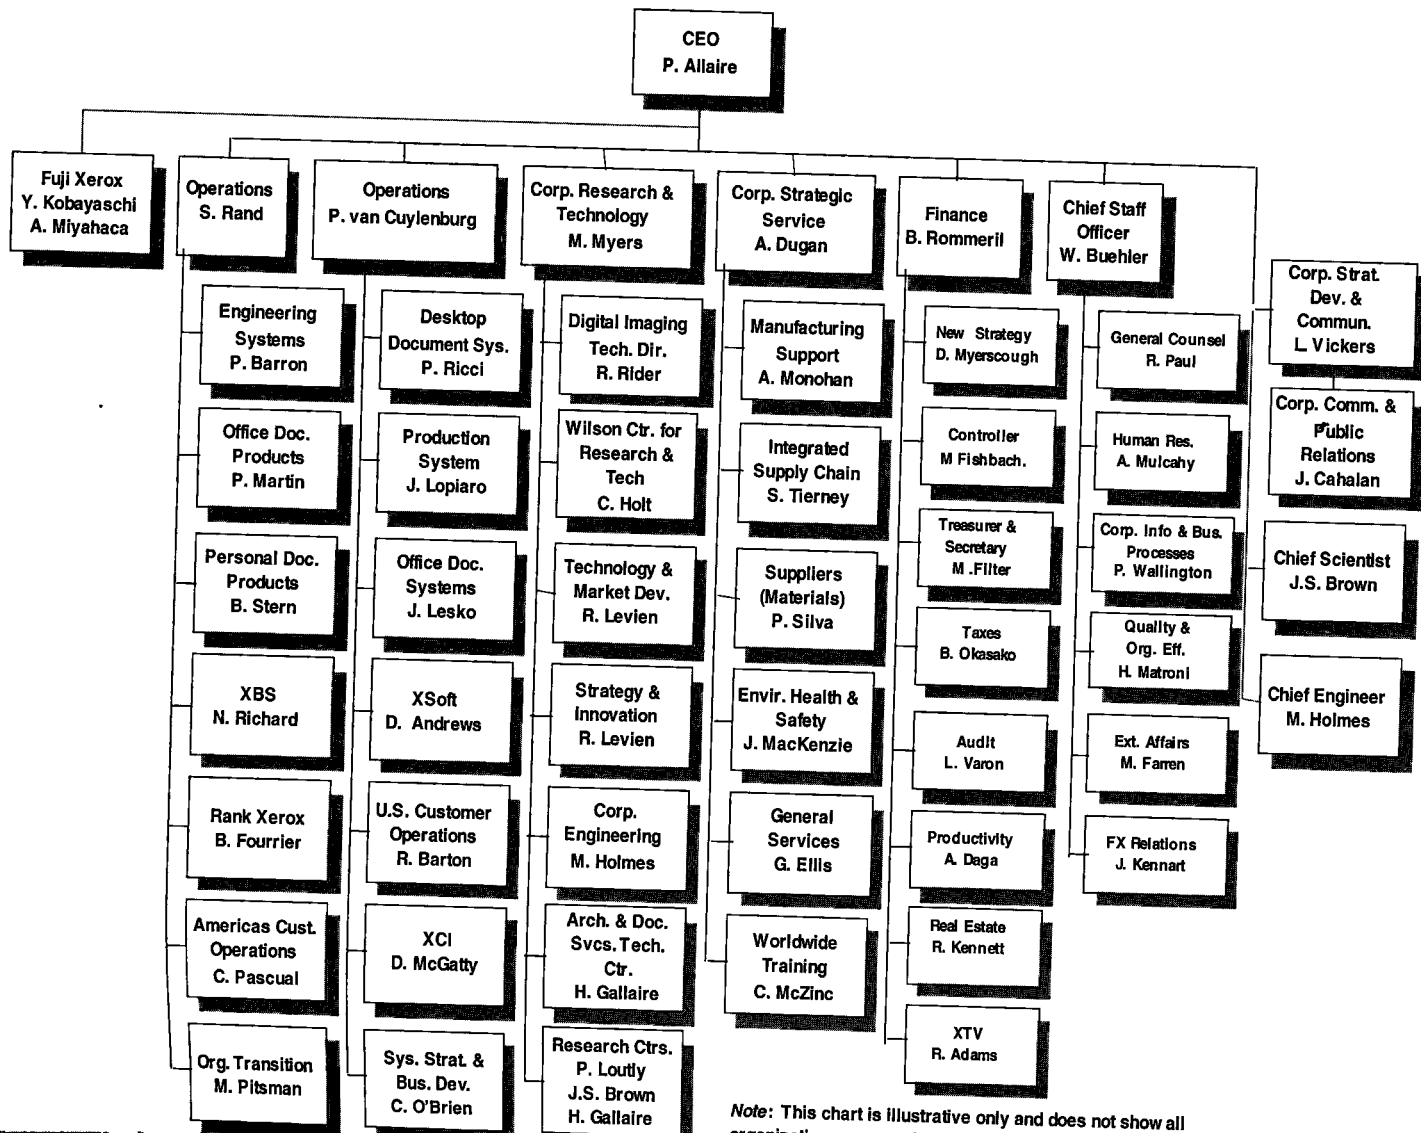 CEO
P. Allaire
Fuji Xerox
Y. Kobayaschi
A. Miyahaca
Operations
S. Rand
Operations
P. van Cuylenburg
Corp. Research &
Technology
M. Myers
Corp. Strategic
Service
A. Dugan
Finance
B. Rommeril
Chief Staff
Officer
W. Buehler
Engineering
Systems
P. Barron
Office Doc.
Products
P. Martin
Personal Doc.
Products
B. Stern
XBS
N. Richard
Rank Xerox
B. Fourrier
Americas Cust.
Operations
C. Pascual
Org. Transition
M. Pitsman
Desktop
Document Sys.
P. Ricci
Production
System
J. Lopiaro
Office Doc.
Systems
J. Lesko
XSoft
D. Andrews
U.S. Customer
Operations
R. Barton
XCI
D. McGatty
Sys. Strat. &
Bus. Dev.
C. O'Brien
Digital Imaging
Tech. Dir.
R. Rider
Wilson Ctr. for
Research &
Tech
C. Holt
Technology &
Market Dev.
R. Levien
Strategy &
Innovation
R. Levien
Corp.
Engineering
M. Holmes
Arch. & Doc.
Svcs. Tech.
Ctr.
H. Gallaire
Research Ctrs.
P. Loutly
J.S. Brown
H. Gallaire
Manufacturing
Support
A. Monohan
Integrated
Supply Chain
S. Tierney
Suppliers
(Materials)
P. Silva
Envir. Health &
Safety
J. MacKenzie
General
Services
G. Ellis
Worldwide
Training
C. McZinc
New Strategy
D. Myerscough
Controller
M Fishbach.
Treasurer &
Secretary
M .Filter
Taxes
B. Okasako
Audit
L. Varon
Productivity
A. Daga
Real Estate
R. Kennett
XTV
R. Adams
General Counsel
R. Paul
Human Res.
A. Mulcahy
Corp. Info & Bus.
Processes
P. Wallington
Quality &
Org. Eff.
H. Matroni
Ext. Affairs
M. Farren
FX Relations
J. Kennart
Corp. Strat.
Dev. &
Commun.
L. Vickers
Corp. Comm. &
Public
Relations
J. Cahalan
Chief Scientist
J.S. Brown
Chief Engineer
M. Holmes
Note: This chart is illustrative only and does not show all